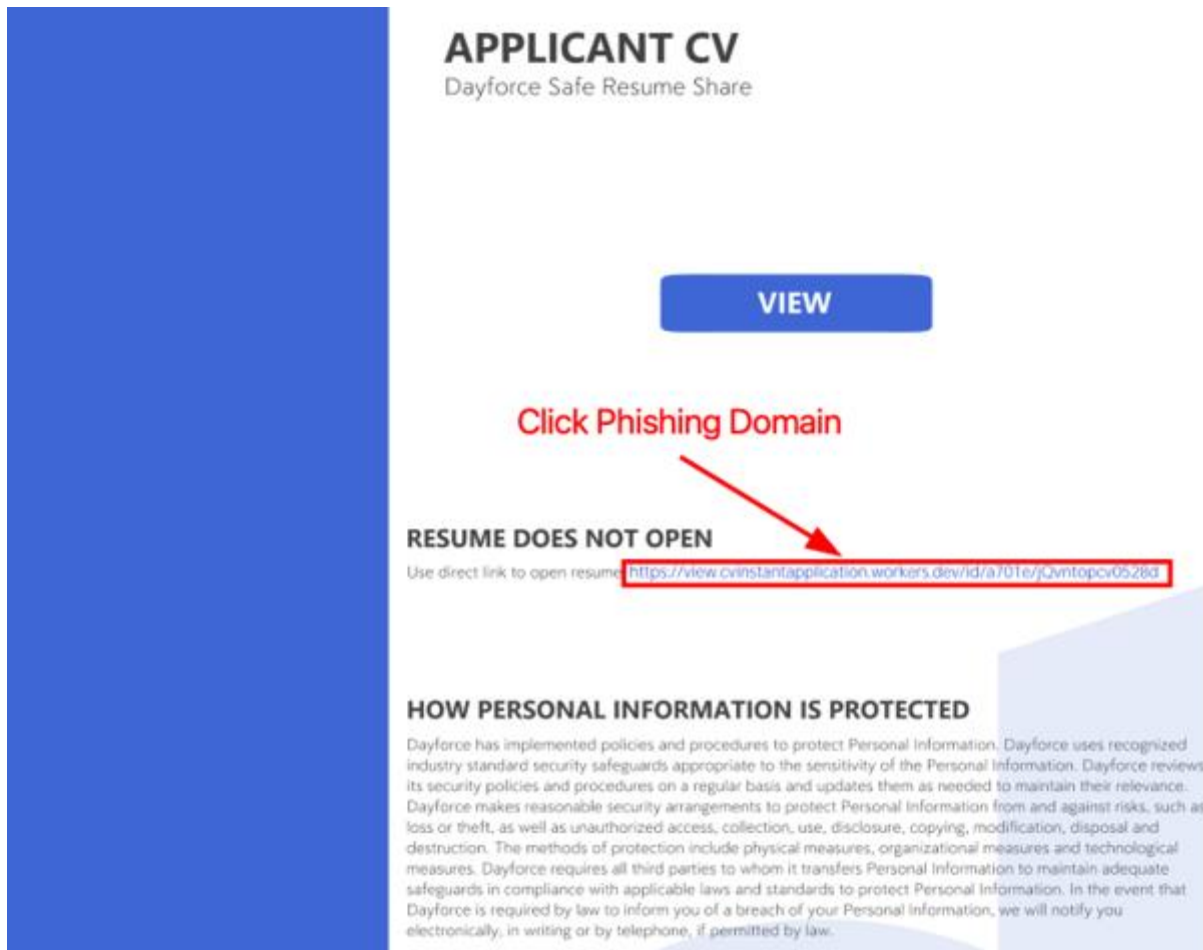 APPLICANT CV
Dayforce Safe Resume Share
VIEW
Click Phishing Domain
RESUME DOES NOT OPEN
Use direct link to open resume https://view.cvinstantapplication.workers.dev/id/a701e/jQvntopcv0528d
HOW PERSONAL INFORMATION IS PROTECTED
Dayforce has implemented policies and procedures to protect Personal Information. Dayforce uses recognized
industry standard security safeguards appropriate to the sensitivity of the Personal Information. Dayforce reviews
its security policies and procedures on a regular basis and updates them as needed to maintain their relevance.
Dayforce makes reasonable security arrangements to protect Personal Information from and against risks, such as
loss or theft, as well as unauthorized access, collection, use, disclosure, copying, modification, disposal and
destruction. The methods of protection include physical measures, organizational measures and technological
measures. Dayforce requires all third parties to whom it transfers Personal Information to maintain adequate
safeguards in compliance with applicable laws and standards to protect Personal Information. In the event that
Dayforce is required by law to inform you of a breach of your Personal Information, we will notify you
electronically, in writing or by telephone, if permitted by law.